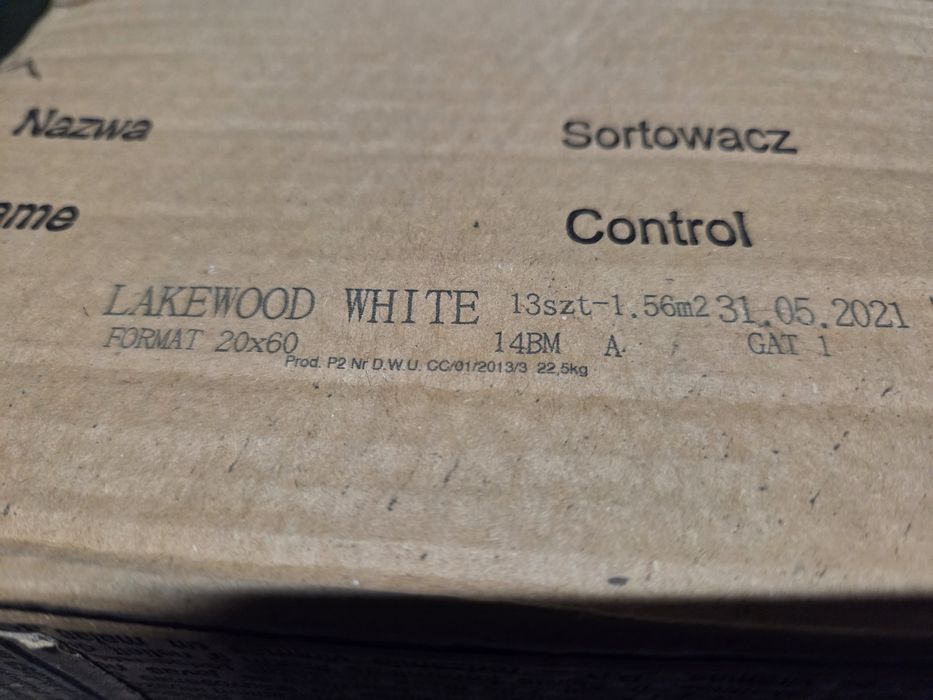 Nazwa Sortowacz
Control
LAKEWOOD WHITE 13szt-1.56m2 31.05.2021
FORMAT 20x60 14BM A GAT 1
Prod. P2 Nr D.W.U. CC/01/2013/3 22,5kg